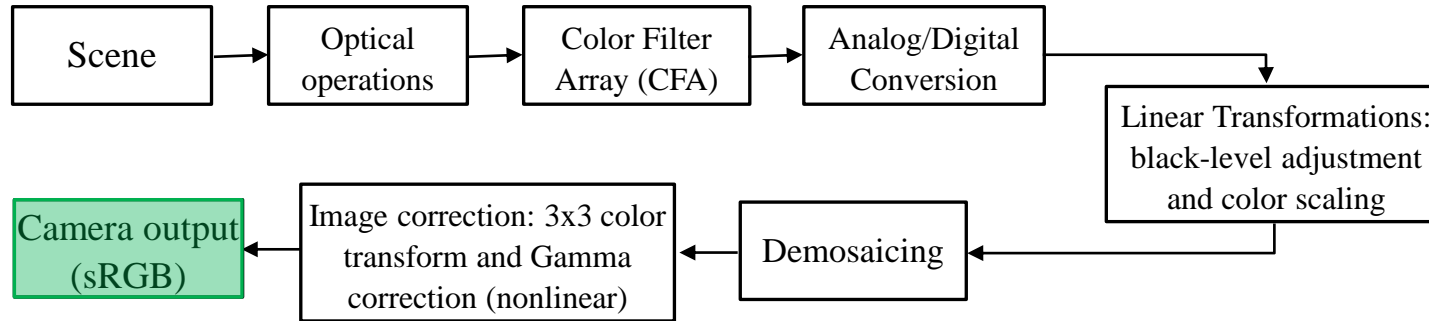 Scene
Optical
operations
Color Filter
Array (CFA)
Analog/Digital
Conversion
Linear Transformations:
black-level adjustment
and color scaling
Demosaicing
Image correction: 3x3 color
transform and Gamma
correction (nonlinear)
Camera output
(sRGB)